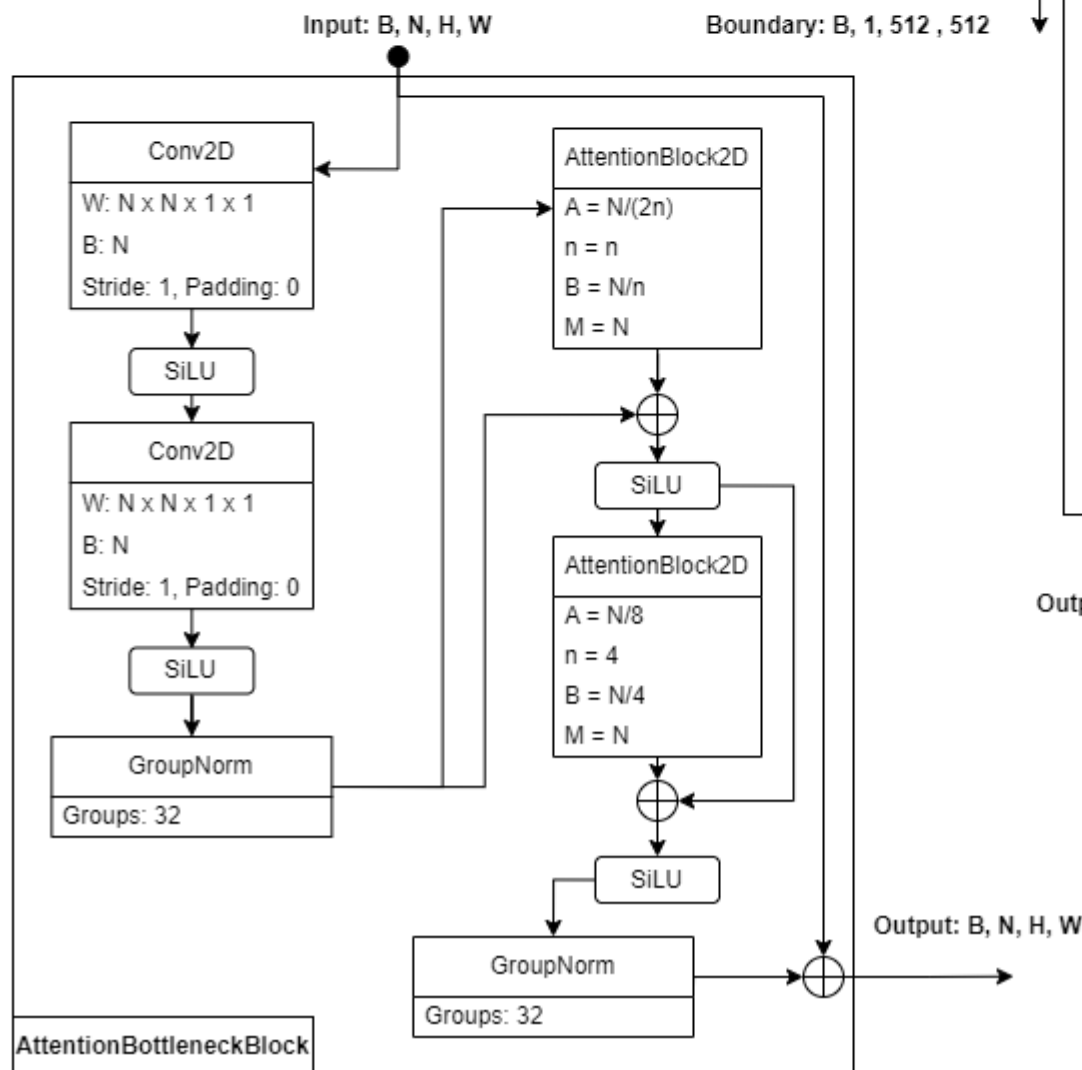 Input: B, N, H, W
Boundary: B, 1, 512 , 512
Conv2D
W: N x N x 1 x 1
B: N
Stride: 1, Padding: 0
SiLU
Conv2D
W: N x N x 1 x 1
B: N
Stride: 1, Padding: 0
SiLU
GroupNorm
Groups: 32
AttentionBlock2D
A = N/(2n)
n = n
B = N/n
M = N
SiLU
AttentionBlock2D
A = N/8
n = 4
B = N/4
M = N
SiLU
GroupNorm
Groups: 32
Output: B, N, H, W
AttentionBottleneckBlock